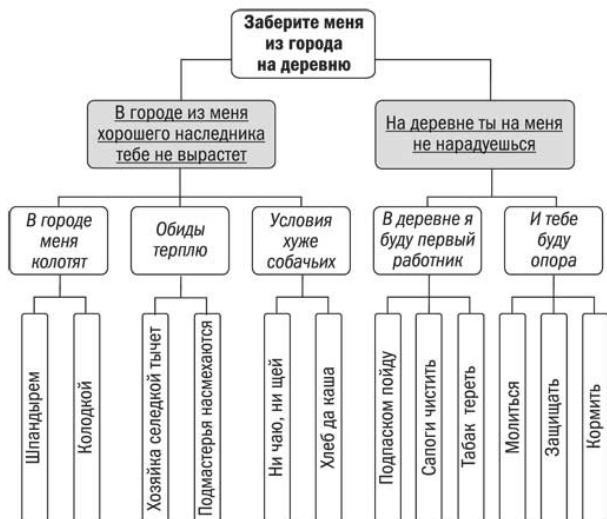 Заберите меня
из города
на деревню
В городе из меня
хорошего наследника
тебе не вырастет
На деревне ты на меня
не нарадуешься
В городе
меня
колотят
Обиды
терплю
Условия
хуже
собачьих
В деревне я
буду первый
работник
И тебе
буду
опора
Шпандырем
Колодкой
Хозяйка селедкой тычет
Подмастерья насмехаются
Ни чаю, ни щей
Хлеб да каша
Подпаском пойду
Сапоги чистить
Табак тереть
Молиться
Защищать
Кормить